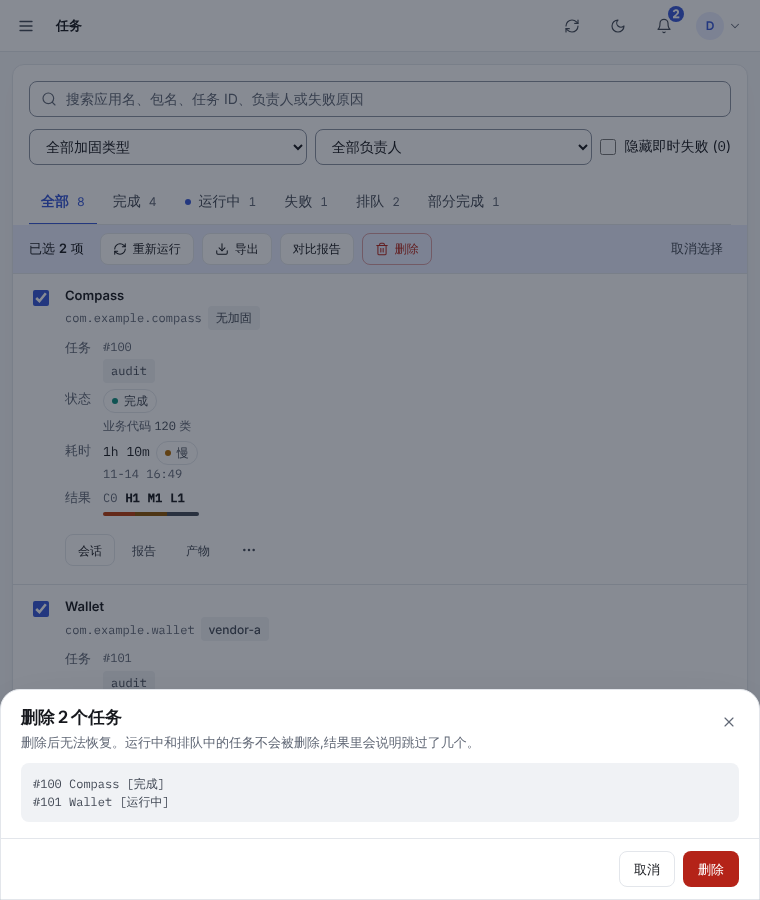 任务
2
D
搜索应用名、包名、任务 ID、负责人或失败原因
全部加固类型
全部负责人
隐藏即时失败 (0)
全部 8
完成 4
运行中 1
失败 1
排队 2
部分完成 1
已选 2 项
重新运行
导出
对比报告
删除
取消选择
Compass
com.example.compass 无加固
任务 #100
audit
状态 完成
业务代码 120 类
耗时 1h 10m 慢
11-14 16:49
结果 C0 H1 M1 L1
会话 报告 产物 ···
Wallet
com.example.wallet vendor-a
任务 #101
audit
删除 2 个任务
删除后无法恢复。运行中和排队中的任务不会被删除,结果里会说明跳过了几个。
#100 Compass [完成]
#101 Wallet [运行中]
取消
删除